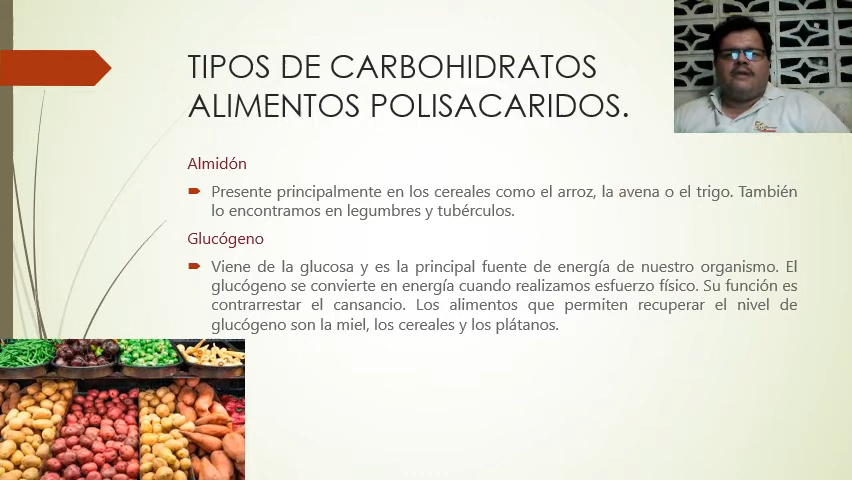 TIPOS DE CARBOHIDRATOS
ALIMENTOS POLISACARIDOS.
Almidón
Presente principalmente en los cereales como el arroz, la avena o el trigo. También
lo encontramos en legumbres y tubérculos.
Glucógeno
Viene de la glucosa y es la principal fuente de energía de nuestro organismo. El
glucógeno se convierte en energía cuando realizamos esfuerzo físico. Su función es
contrarrestar el cansancio. Los alimentos que permiten recuperar el nivel de
glucógeno son la miel, los cereales y los plátanos.